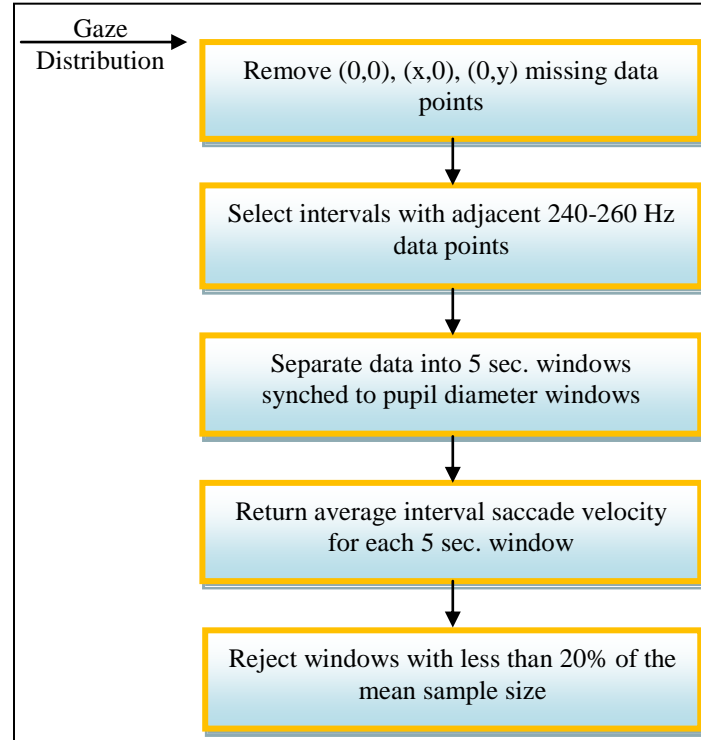 Gaze
Distribution
Remove (0,0), (x,0), (0,y) missing data
points
Select intervals with adjacent 240-260 Hz
data points
Separate data into 5 sec. windows
synched to pupil diameter windows
Return average interval saccade velocity
for each 5 sec. window
Reject windows with less than 20% of the
mean sample size